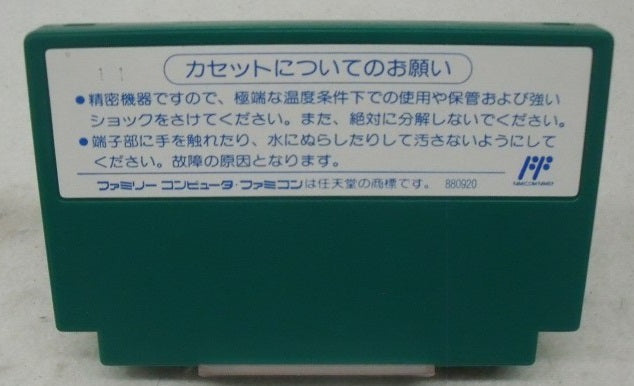 11
カセットについてのお願い
●精密機器ですので、極端な温度条件下での使用や保管および強い
ショックをさけてください。また、絶対に分解しないでください。
●端子部に手を触れたり、水にぬらしたりして汚さないようにして
ください。故障の原因となります。
ファミリーコンピュータ・ファミコンは任天堂の商標です。 880920
FAMICOM FAMILY